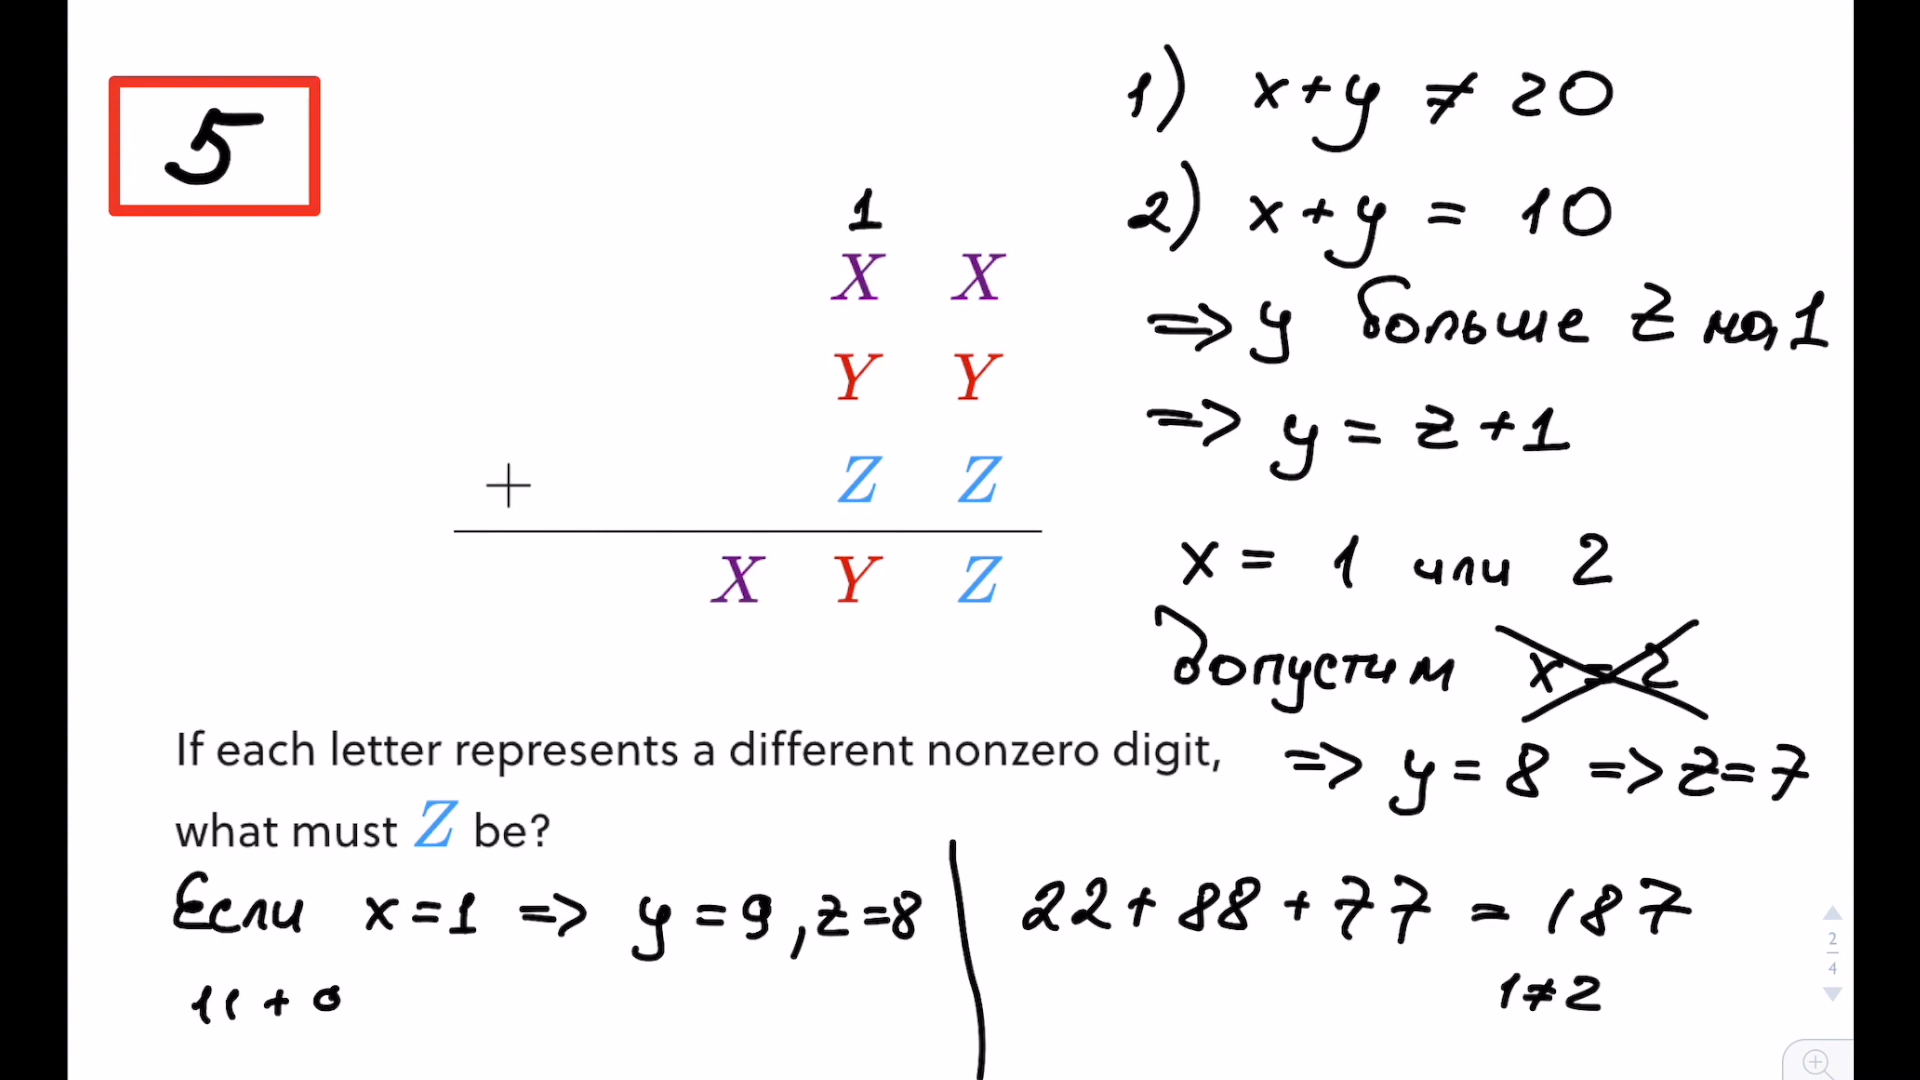 5
1) x+y ≠ 20
2) x+y = 10
=> y больше z на 1
=> y = z+1
x = 1 или 2
допустим x=2
=> y=8 => z=7
1
X X
Y Y
+ Z Z
X Y Z
If each letter represents a different nonzero digit,
what must Z be?
Если x=1 => y=9, z=8
11+
22+88+77=187
1≠2
2
4